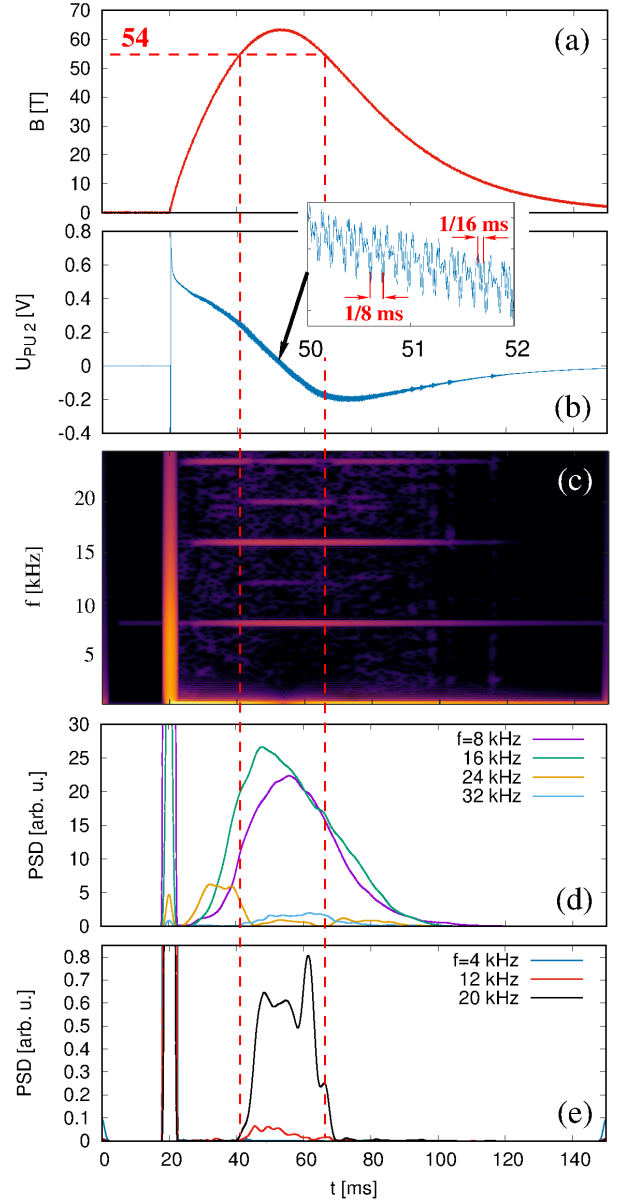 70
60
54
50
40
30
20
10
0
B [T]
(a)
0.8
0.4
0.2
0
-0.2
-0.4
U_PU 2 [V]
1/16 ms
1/8 ms
50 51 52
(b)
20
15
10
5
f [kHz]
(c)
30
25
20
15
10
5
0
PSD [arb. u.]
f=8 kHz
16 kHz
24 kHz
32 kHz
(d)
0.8
0.7
0.6
0.5
0.4
0.3
0.2
0.1
0
PSD [arb. u.]
f=4 kHz
12 kHz
20 kHz
(e)
0 20 40 60 80 100 120 140
t [ms]